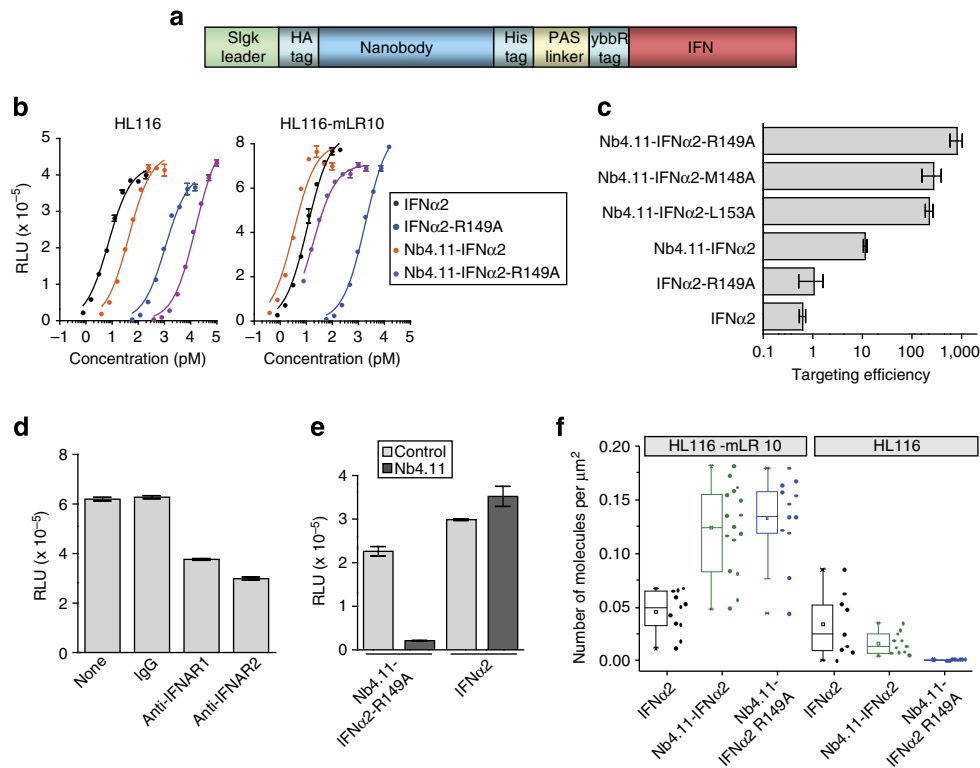 a
SIgk leader
HA tag
Nanobody
His tag
PAS linker
ybbR tag
IFN
b
HL116
HL116-mLR10
RLU (x 10–5)
5
4
3
2
1
0
8
6
4
2
0
–1 0 1 2 3 4 5
–1 0 1 2 3 4 5
Concentration (pM)
Concentration (pM)
IFNα2
IFNα2-R149A
Nb4.11-IFNα2
Nb4.11-IFNα2-R149A
c
Nb4.11-IFNα2-R149A
Nb4.11-IFNα2-M148A
Nb4.11-IFNα2-L153A
Nb4.11-IFNα2
IFNα2-R149A
IFNα2
0.1 1 10 100 1,000
Targeting efficiency
d
RLU (x 10–5)
8
6
4
2
0
None
IgG
Anti-IFNAR1
Anti-IFNAR2
e
Control
Nb4.11
RLU (x 10–5)
4
3
2
1
0
Nb4.11-
IFNα2-R149A
IFNα2
f
HL116 -mLR 10
HL116
Number of molecules per μm2
0.20
0.15
0.10
0.05
0.00
IFNα2
Nb4.11-IFNα2
Nb4.11-
IFNα2 R149A
IFNα2
Nb4.11-IFNα2
Nb4.11-
IFNα2 R149A